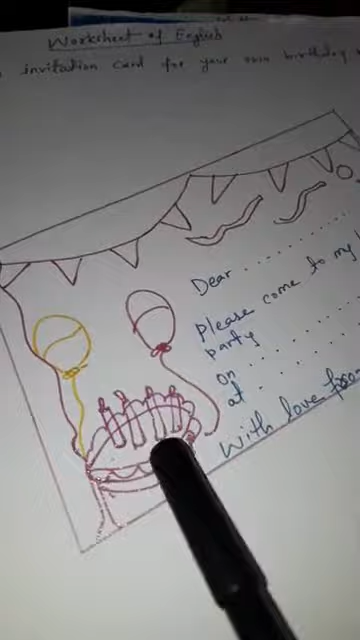 Worksheet of English
invitation card for your own birthday
Dear ..........
Please come to my
party
on ..........
at ..........
With love from